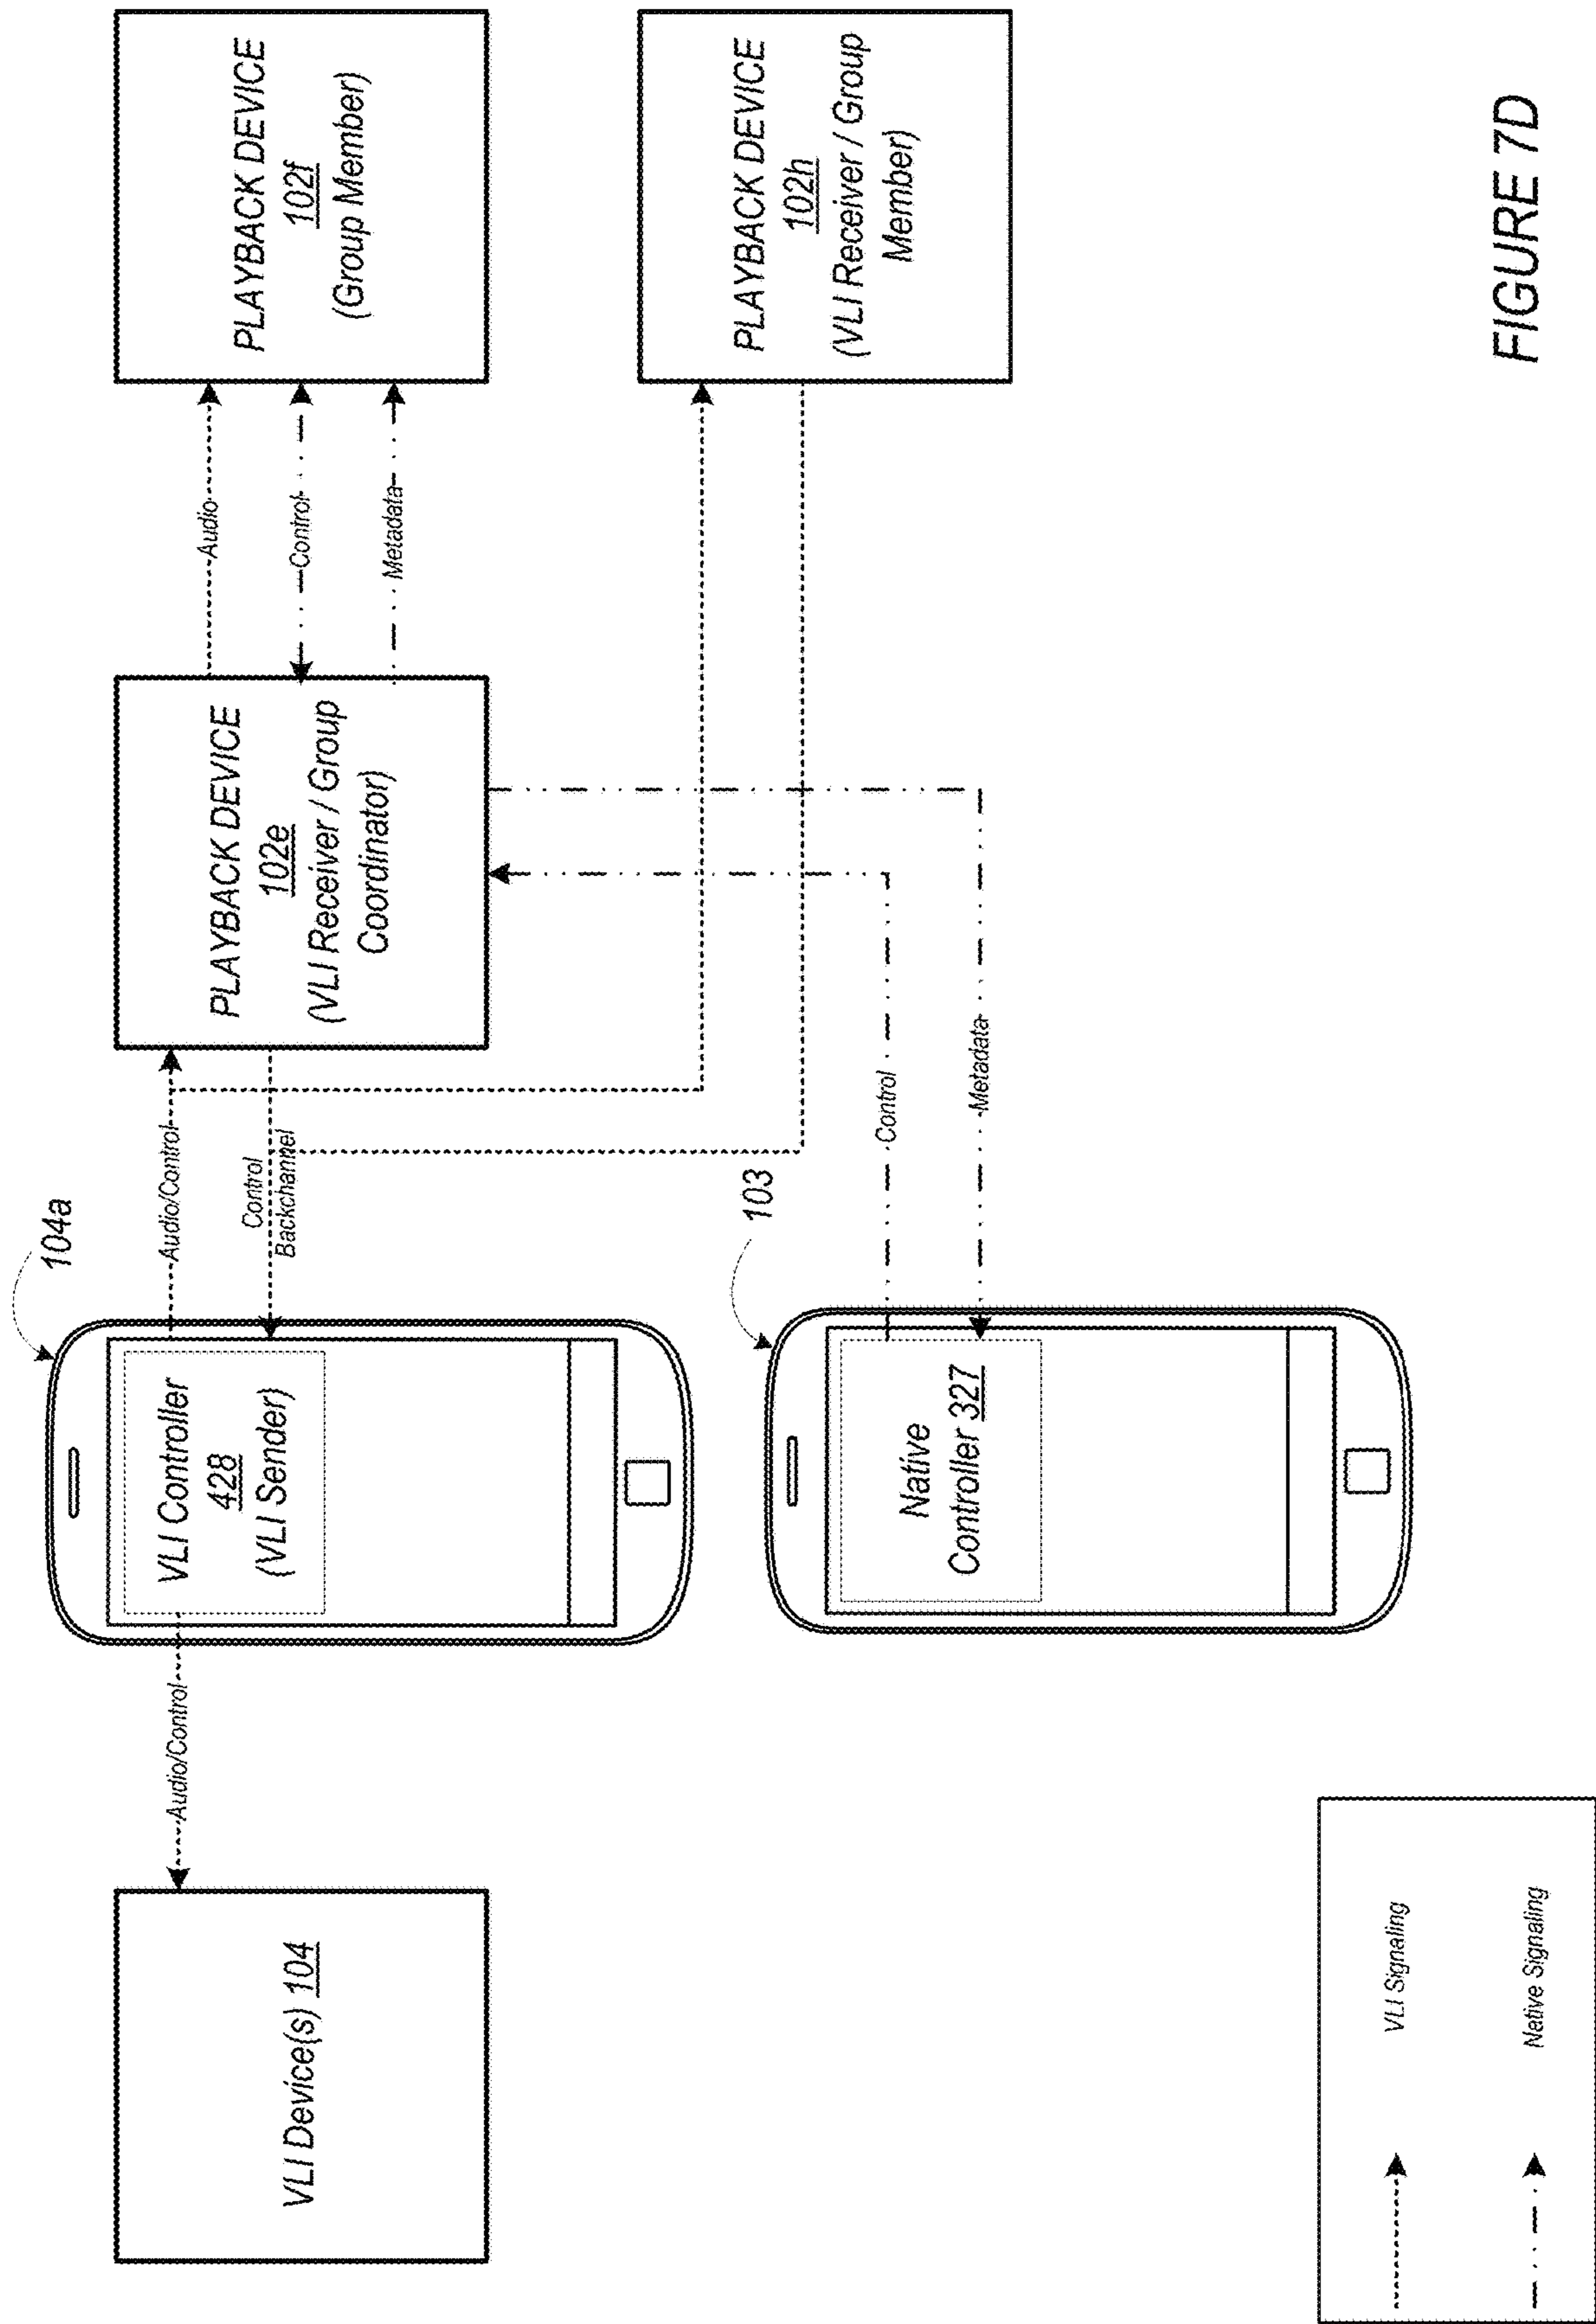 VLI Device(s) 104
Audio/Control
104a
VLI Controller
428
(VLI Sender)
Audio/Control
Control
Backchannel
PLAYBACK DEVICE
102e
(VLI Receiver / Group
Coordinator)
Audio
Control
Metadata
PLAYBACK DEVICE
102f
(Group Member)
103
Native
Controller 327
Control
Metadata
PLAYBACK DEVICE
102h
(VLI Receiver / Group
Member)
VLI Signaling
Native Signaling
FIGURE 7D